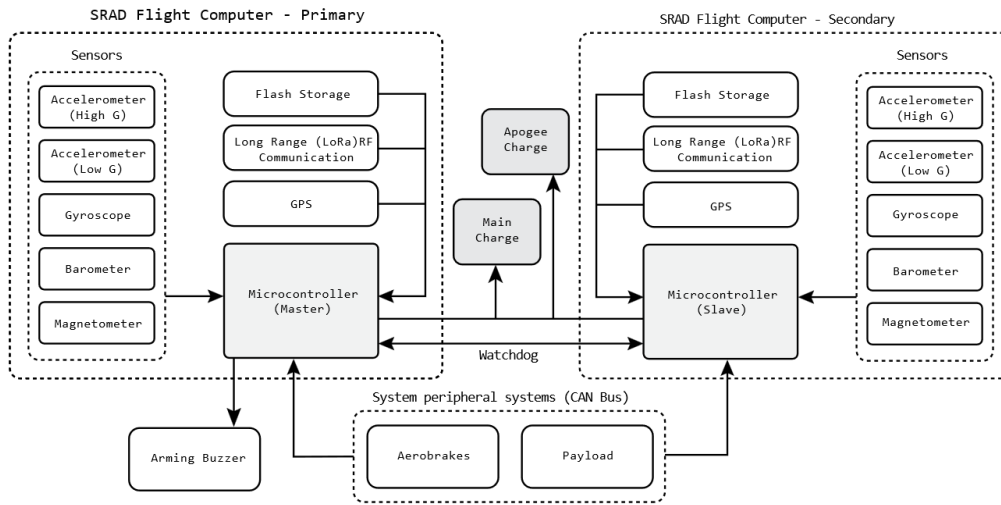 SRAD Flight Computer - Primary
Sensors
Accelerometer
(High G)
Accelerometer
(Low G)
Gyroscope
Barometer
Magnetometer
Flash Storage
Long Range (LoRa)RF
Communication
GPS
Microcontroller
(Master)
Arming Buzzer
Apogee
Charge
Main
Charge
Watchdog
System peripheral systems (CAN Bus)
Aerobrakes
Payload
SRAD Flight Computer - Secondary
Flash Storage
Long Range (LoRa)RF
Communication
GPS
Microcontroller
(Slave)
Sensors
Accelerometer
(High G)
Accelerometer
(Low G)
Gyroscope
Barometer
Magnetometer